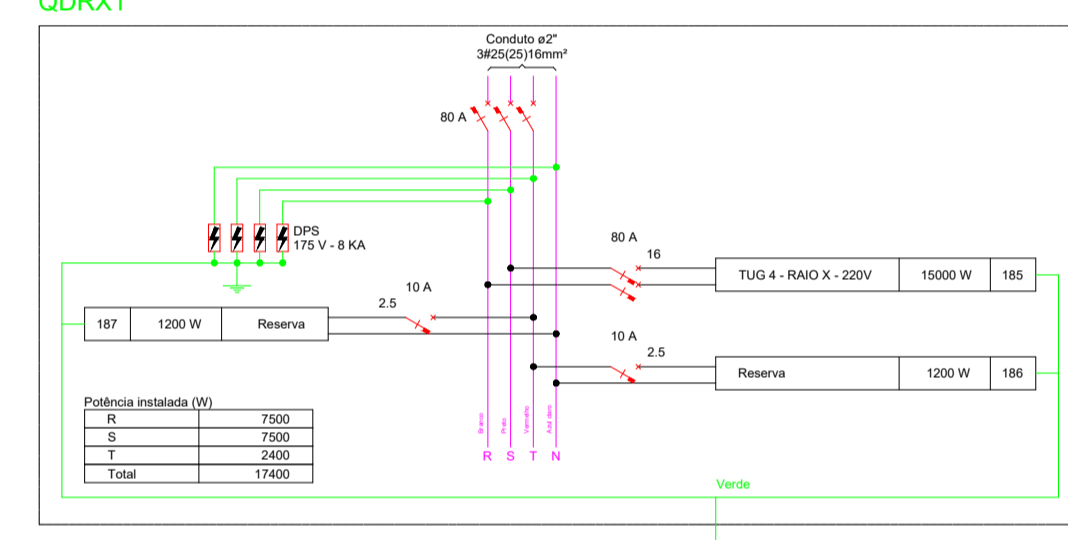 QDRX1
Conduto ø2"
3#25(25)16mm²
80 A
DPS
175 V - 8 KA
80 A
16
TUG 4 - RAIO X - 220V 15000 W 185
10 A
2.5
187 1200 W Reserva
10 A
2.5
Reserva 1200 W 186
Potência instalada (W)
R 7500
S 7500
T 2400
Total 17400
Branco
Preto
Vermelho
Azul claro
R S T N
Verde